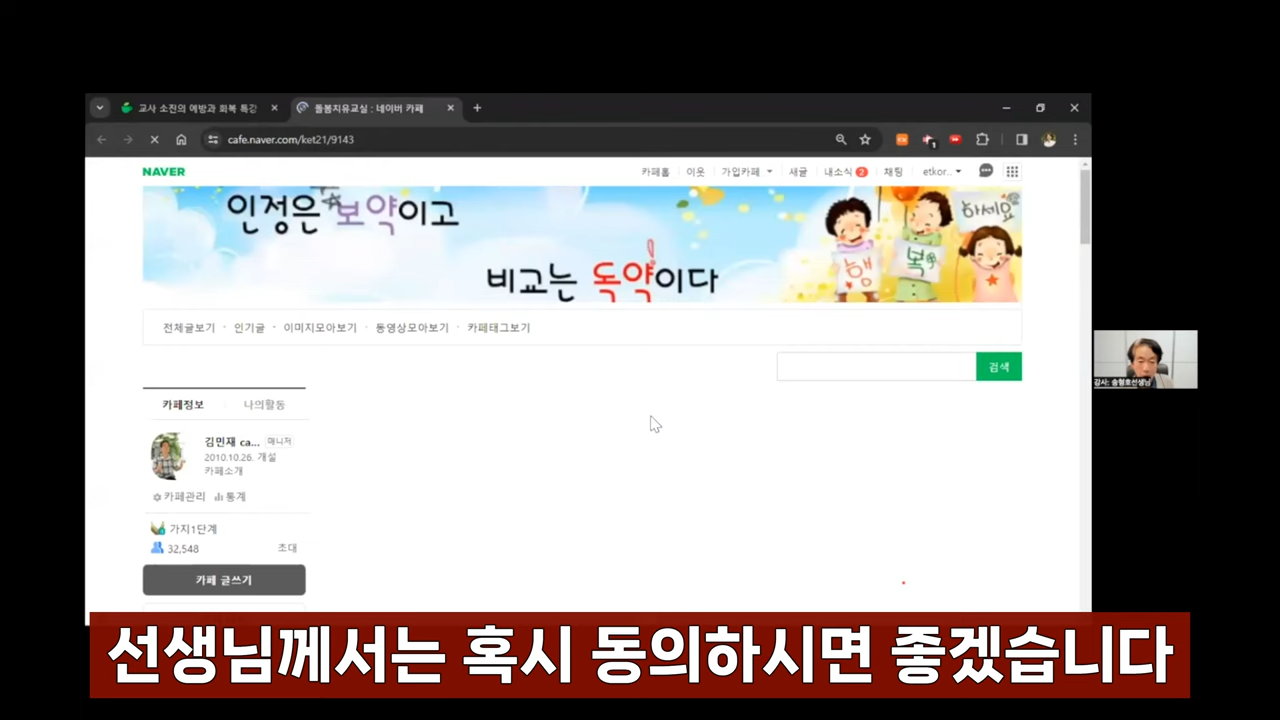 교사 소진의 예방과 회복 특강
돌봄치유교실 : 네이버 카페
cafe.naver.com/ket21/9143
NAVER
카페홈 이웃 가입카페 새글 내소식 2 채팅 etkor..
인정은 보약이고
비교는 독약이다
행 복 하세요
전체글보기 · 인기글 · 이미지모아보기 · 동영상모아보기 · 카페태그보기
검색
카페정보 나의활동
김민재 ca... 매니저
2010.10.26. 개설
카페소개
카페관리 통계
가지1단계
32,548 초대
카페 글쓰기
강사: 송형호선생님
선생님께서는 혹시 동의하시면 좋겠습니다